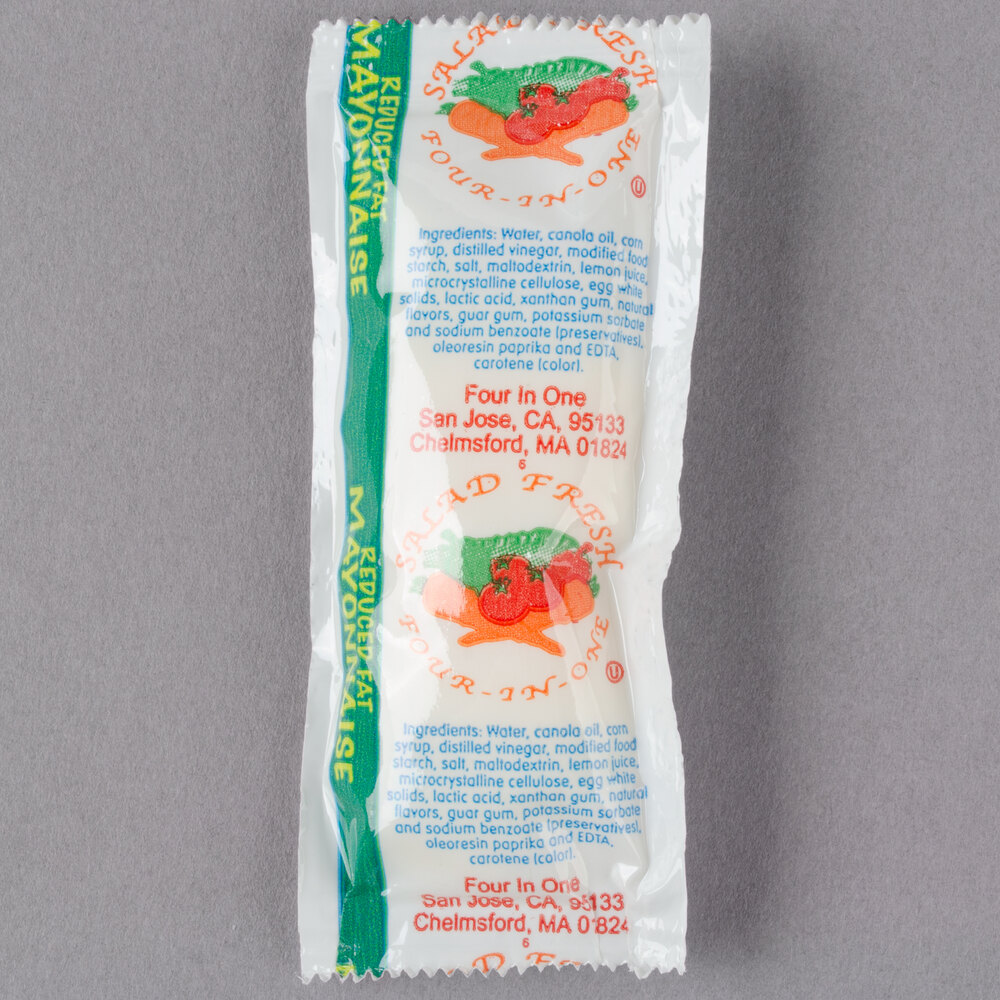 REDUCED FAT
MAYONNAISE
SALAD FRESH
FOUR-IN-ONE
U
Ingredients: Water, canola oil, corn
syrup, distilled vinegar, modified food
starch, salt, maltodextrin, lemon juice,
microcrystalline cellulose, egg white
solids, lactic acid, xanthan gum, natural
flavors, guar gum, potassium sorbate
and sodium benzoate (preservatives),
oleoresin paprika and EDTA,
carotene (color).
Four In One
San Jose, CA, 95133
Chelmsford, MA 01824
6
REDUCED FAT
MAYONNAISE
SALAD FRESH
FOUR-IN-ONE
U
Ingredients: Water, canola oil, corn
syrup, distilled vinegar, modified food
starch, salt, maltodextrin, lemon juice,
microcrystalline cellulose, egg white
solids, lactic acid, xanthan gum, natural
flavors, guar gum, potassium sorbate
and sodium benzoate (preservatives),
oleoresin paprika and EDTA,
carotene (color).
Four In One
San Jose, CA, 95133
Chelmsford, MA 01824
6
D F